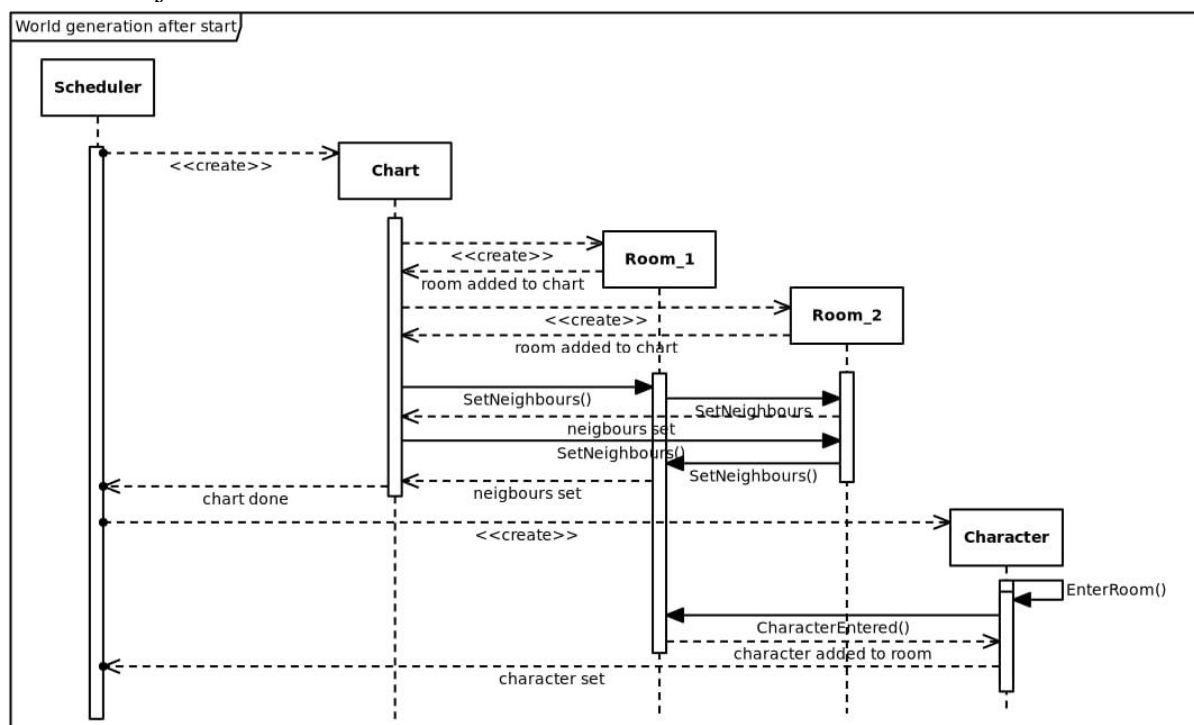 World generation after start
Scheduler
<<create>>
Chart
<<create>>
Room_1
room added to chart
<<create>>
Room_2
room added to chart
SetNeighbours()
SetNeighbours
neigbours set
SetNeighbours()
SetNeighbours()
neigbours set
chart done
<<create>>
Character
EnterRoom()
CharacterEntered()
character added to room
character set